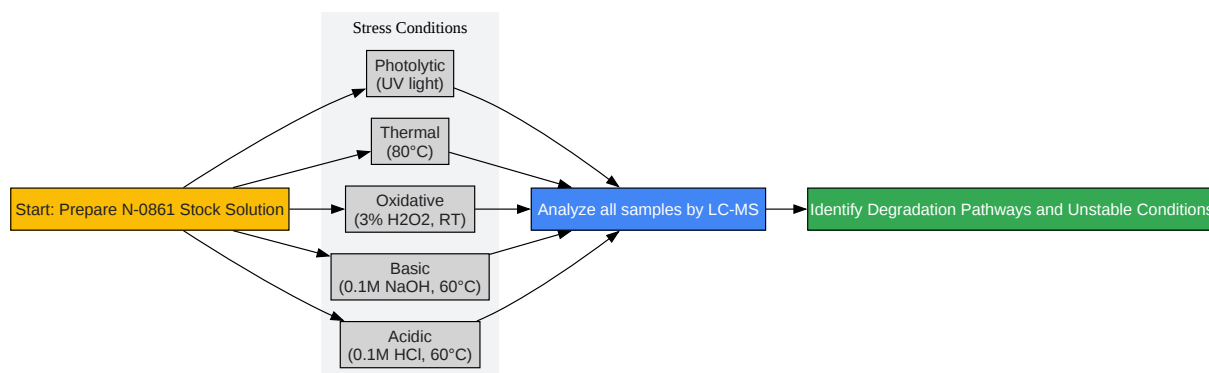 Stress Conditions
Photolytic
(UV light)
Thermal
(80°C)
Start: Prepare N-0861 Stock Solution
Oxidative
(3% H2O2, RT)
Analyze all samples by LC-MS
Identify Degradation Pathways and Unstable Conditions
Basic
(0.1M NaOH, 60°C)
Acidic
(0.1M HCl, 60°C)